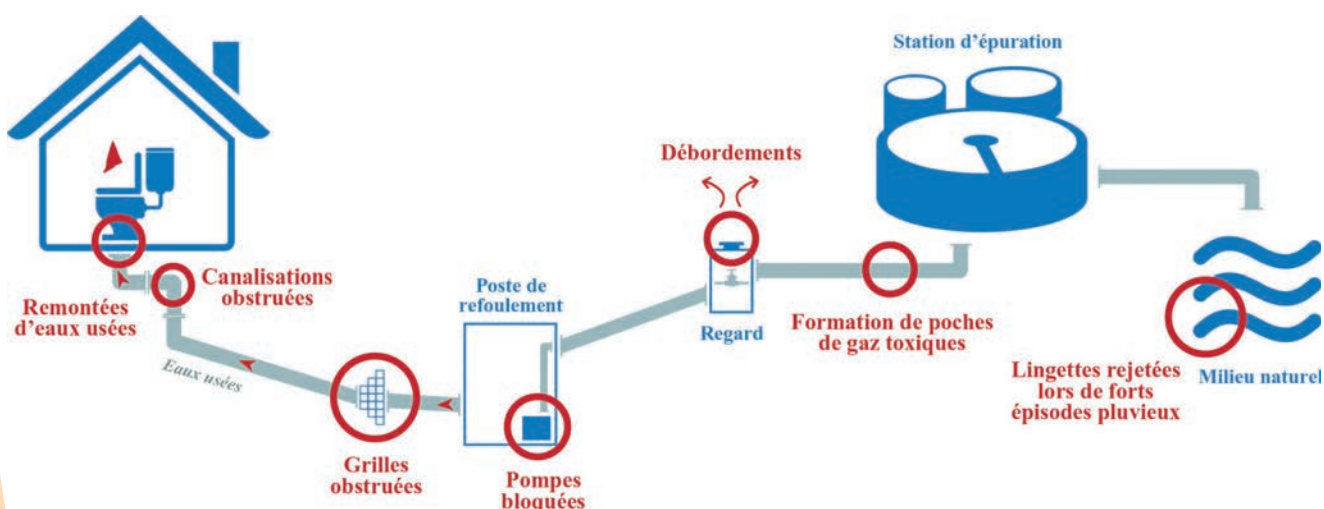 Station d'épuration
Débordements
Canalisations
obstruées
Remontées
d'eaux usées
Eaux usées
Poste de
refoulement
Regard
Formation de poches
de gaz toxiques
Lingettes rejetées
lors de forts
épisodes pluvieux
Milieu naturel
Grilles
obstruées
Pompes
bloquées